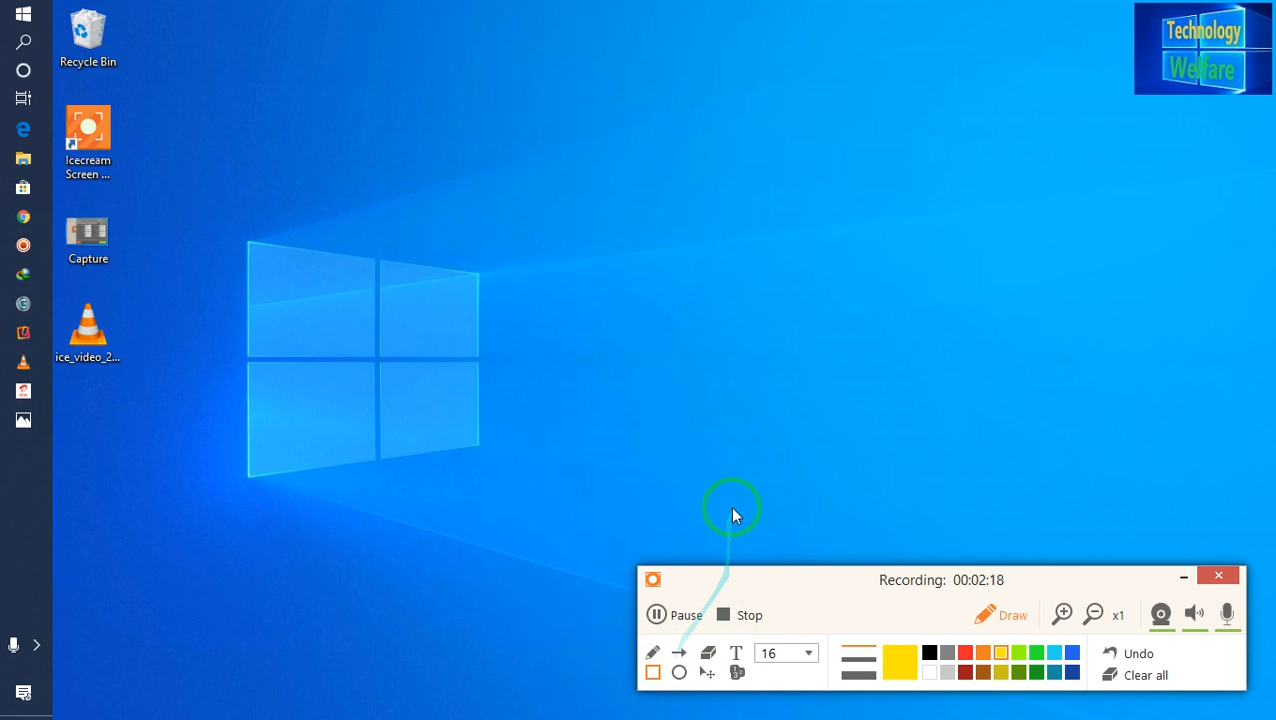 Recycle Bin
Icecream
Screen ...
Capture
ice_video_2...
Technology
Welfare
Recording: 00:02:18
Pause
Stop
Draw
x1
T
16
Undo
Clear all